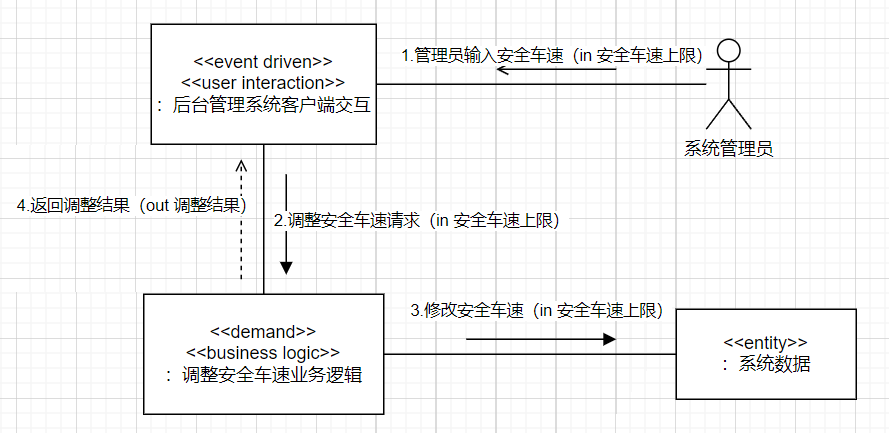 <<event driven>>
<<user interaction>>
：后台管理系统客户端交互
1.管理员输入安全车速（in 安全车速上限）
系统管理员
4.返回调整结果（out 调整结果）
2.调整安全车速请求（in 安全车速上限）
<<demand>>
<<business logic>>
：调整安全车速业务逻辑
3.修改安全车速（in 安全车速上限）
<<entity>>
：系统数据